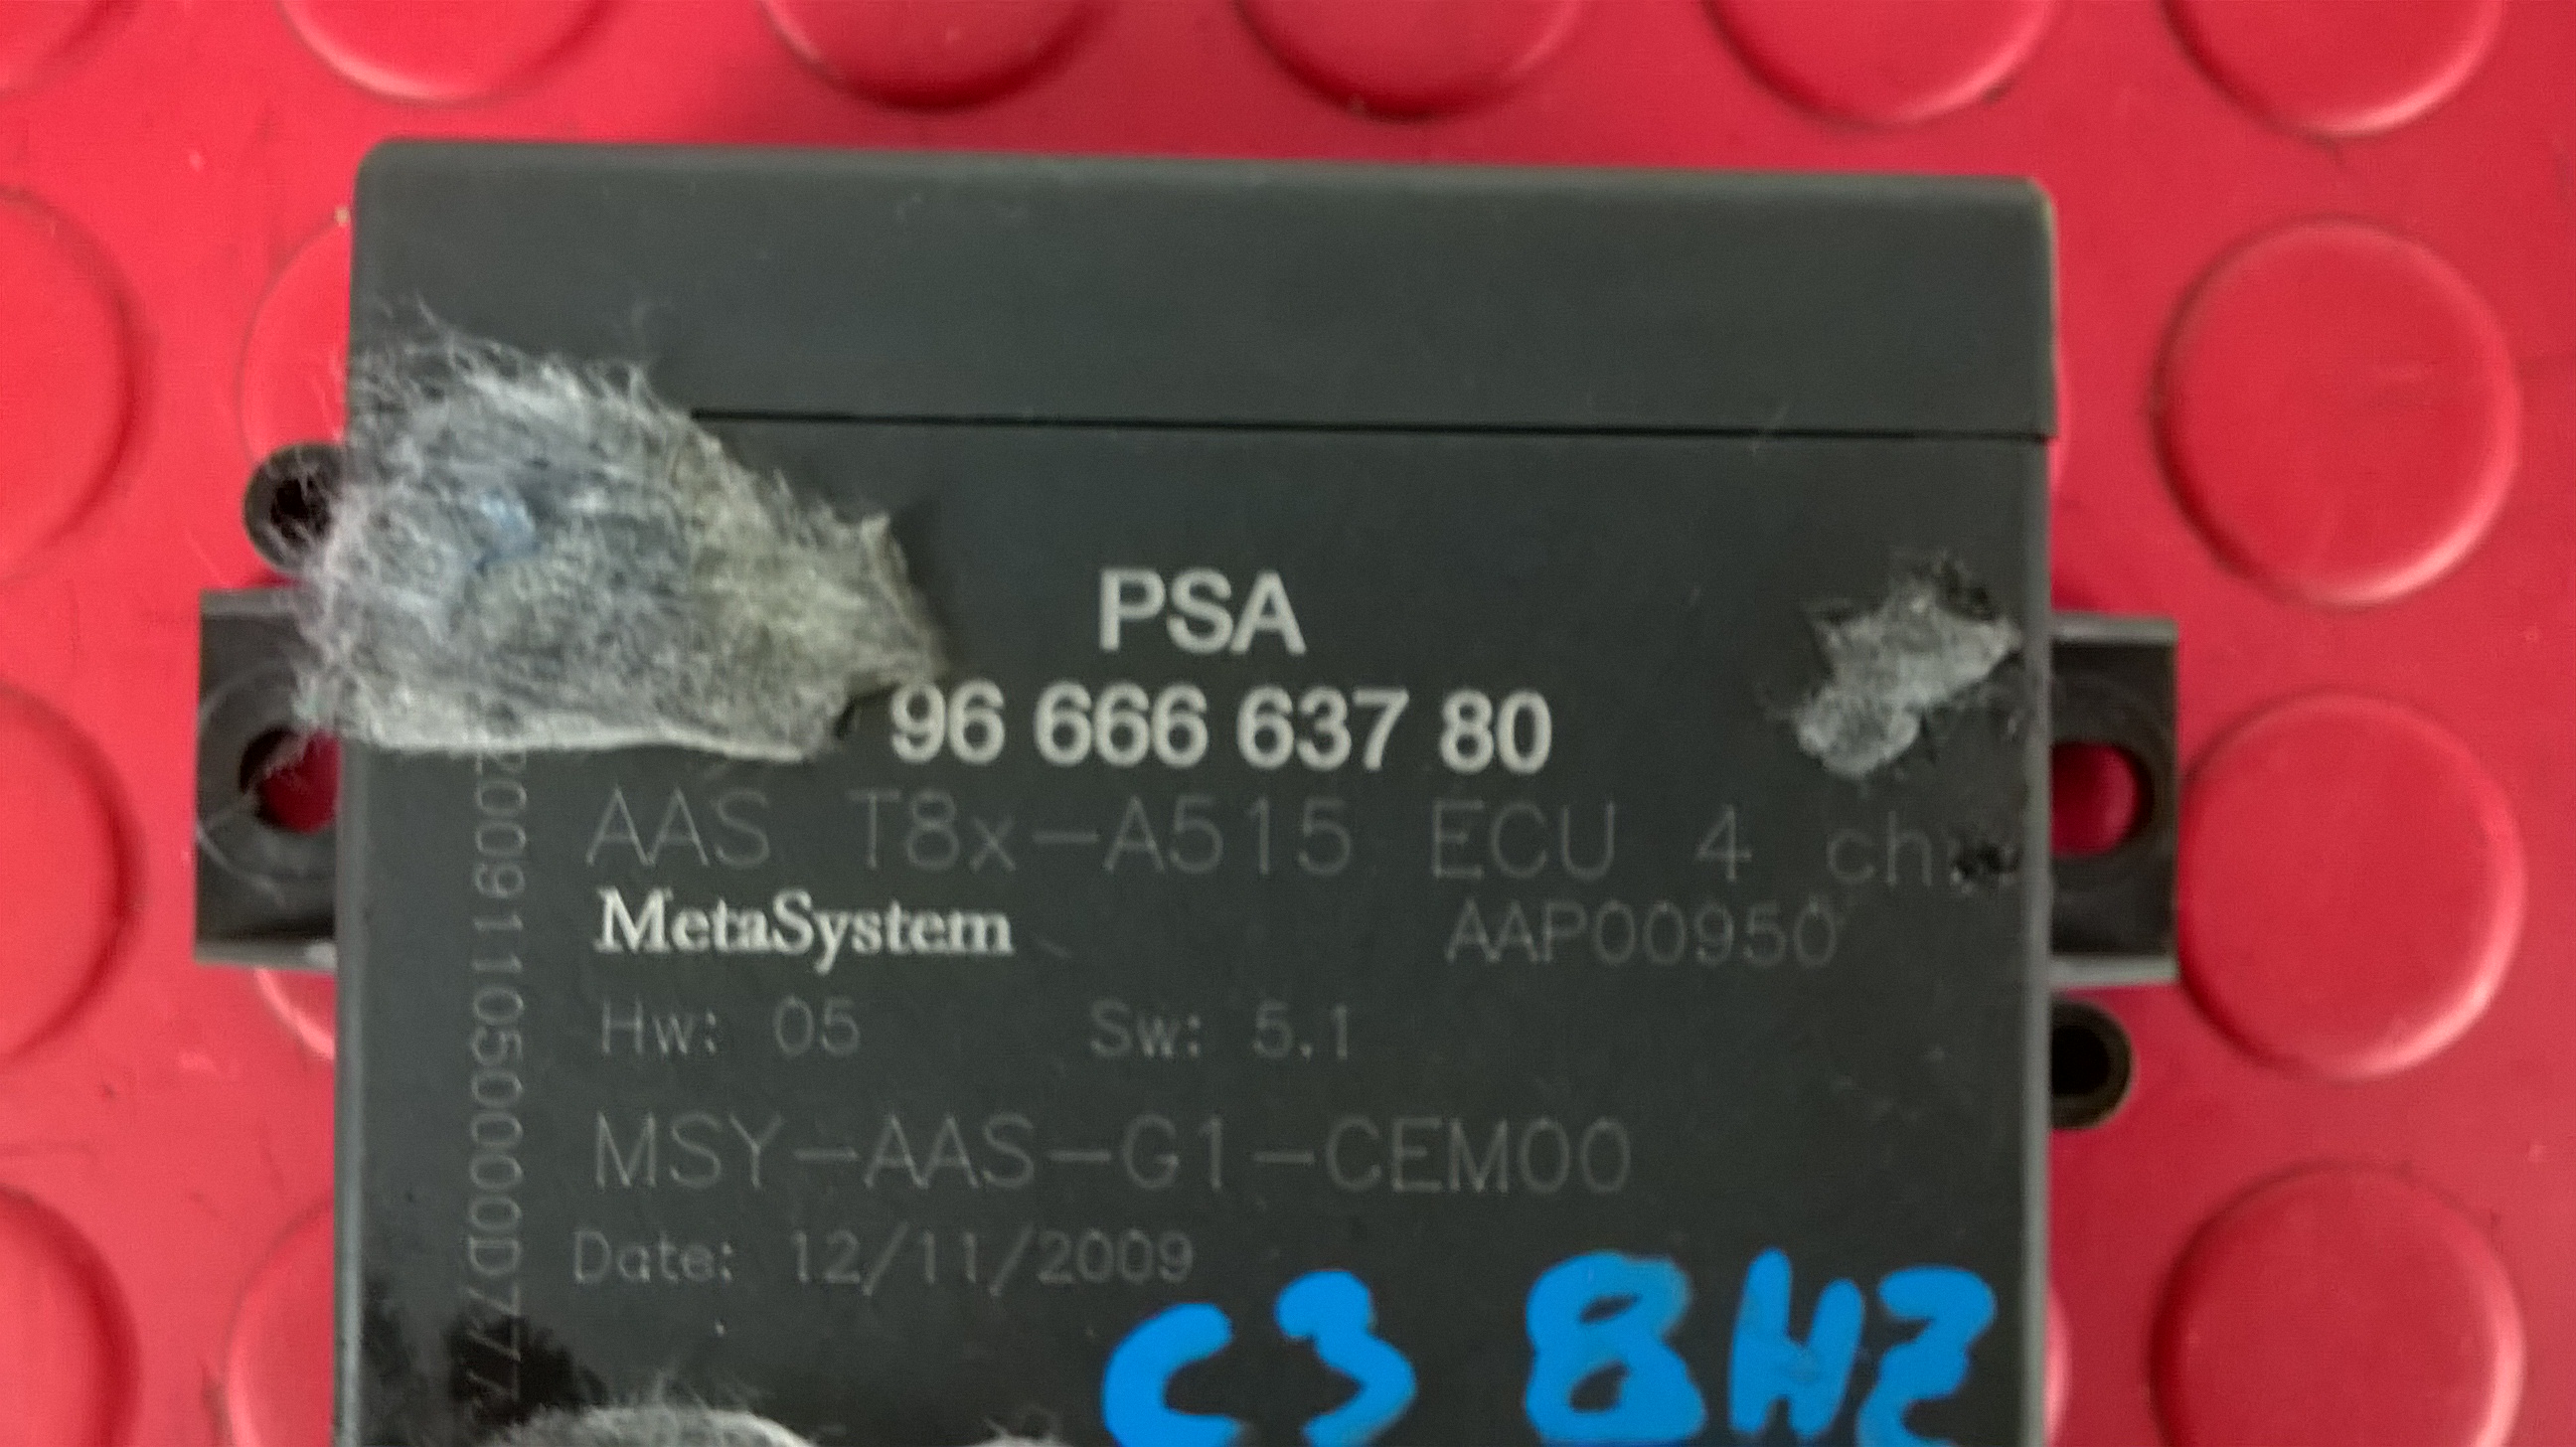 PSA
96 666 637 80
AAS T8x-A515 ECU 4 ch.
MetaSystem AAP00950
Hw: 05 Sw: 5.1
MSY-AAS-G1-CEM00
Date: 12/11/2009
C3 8HZ